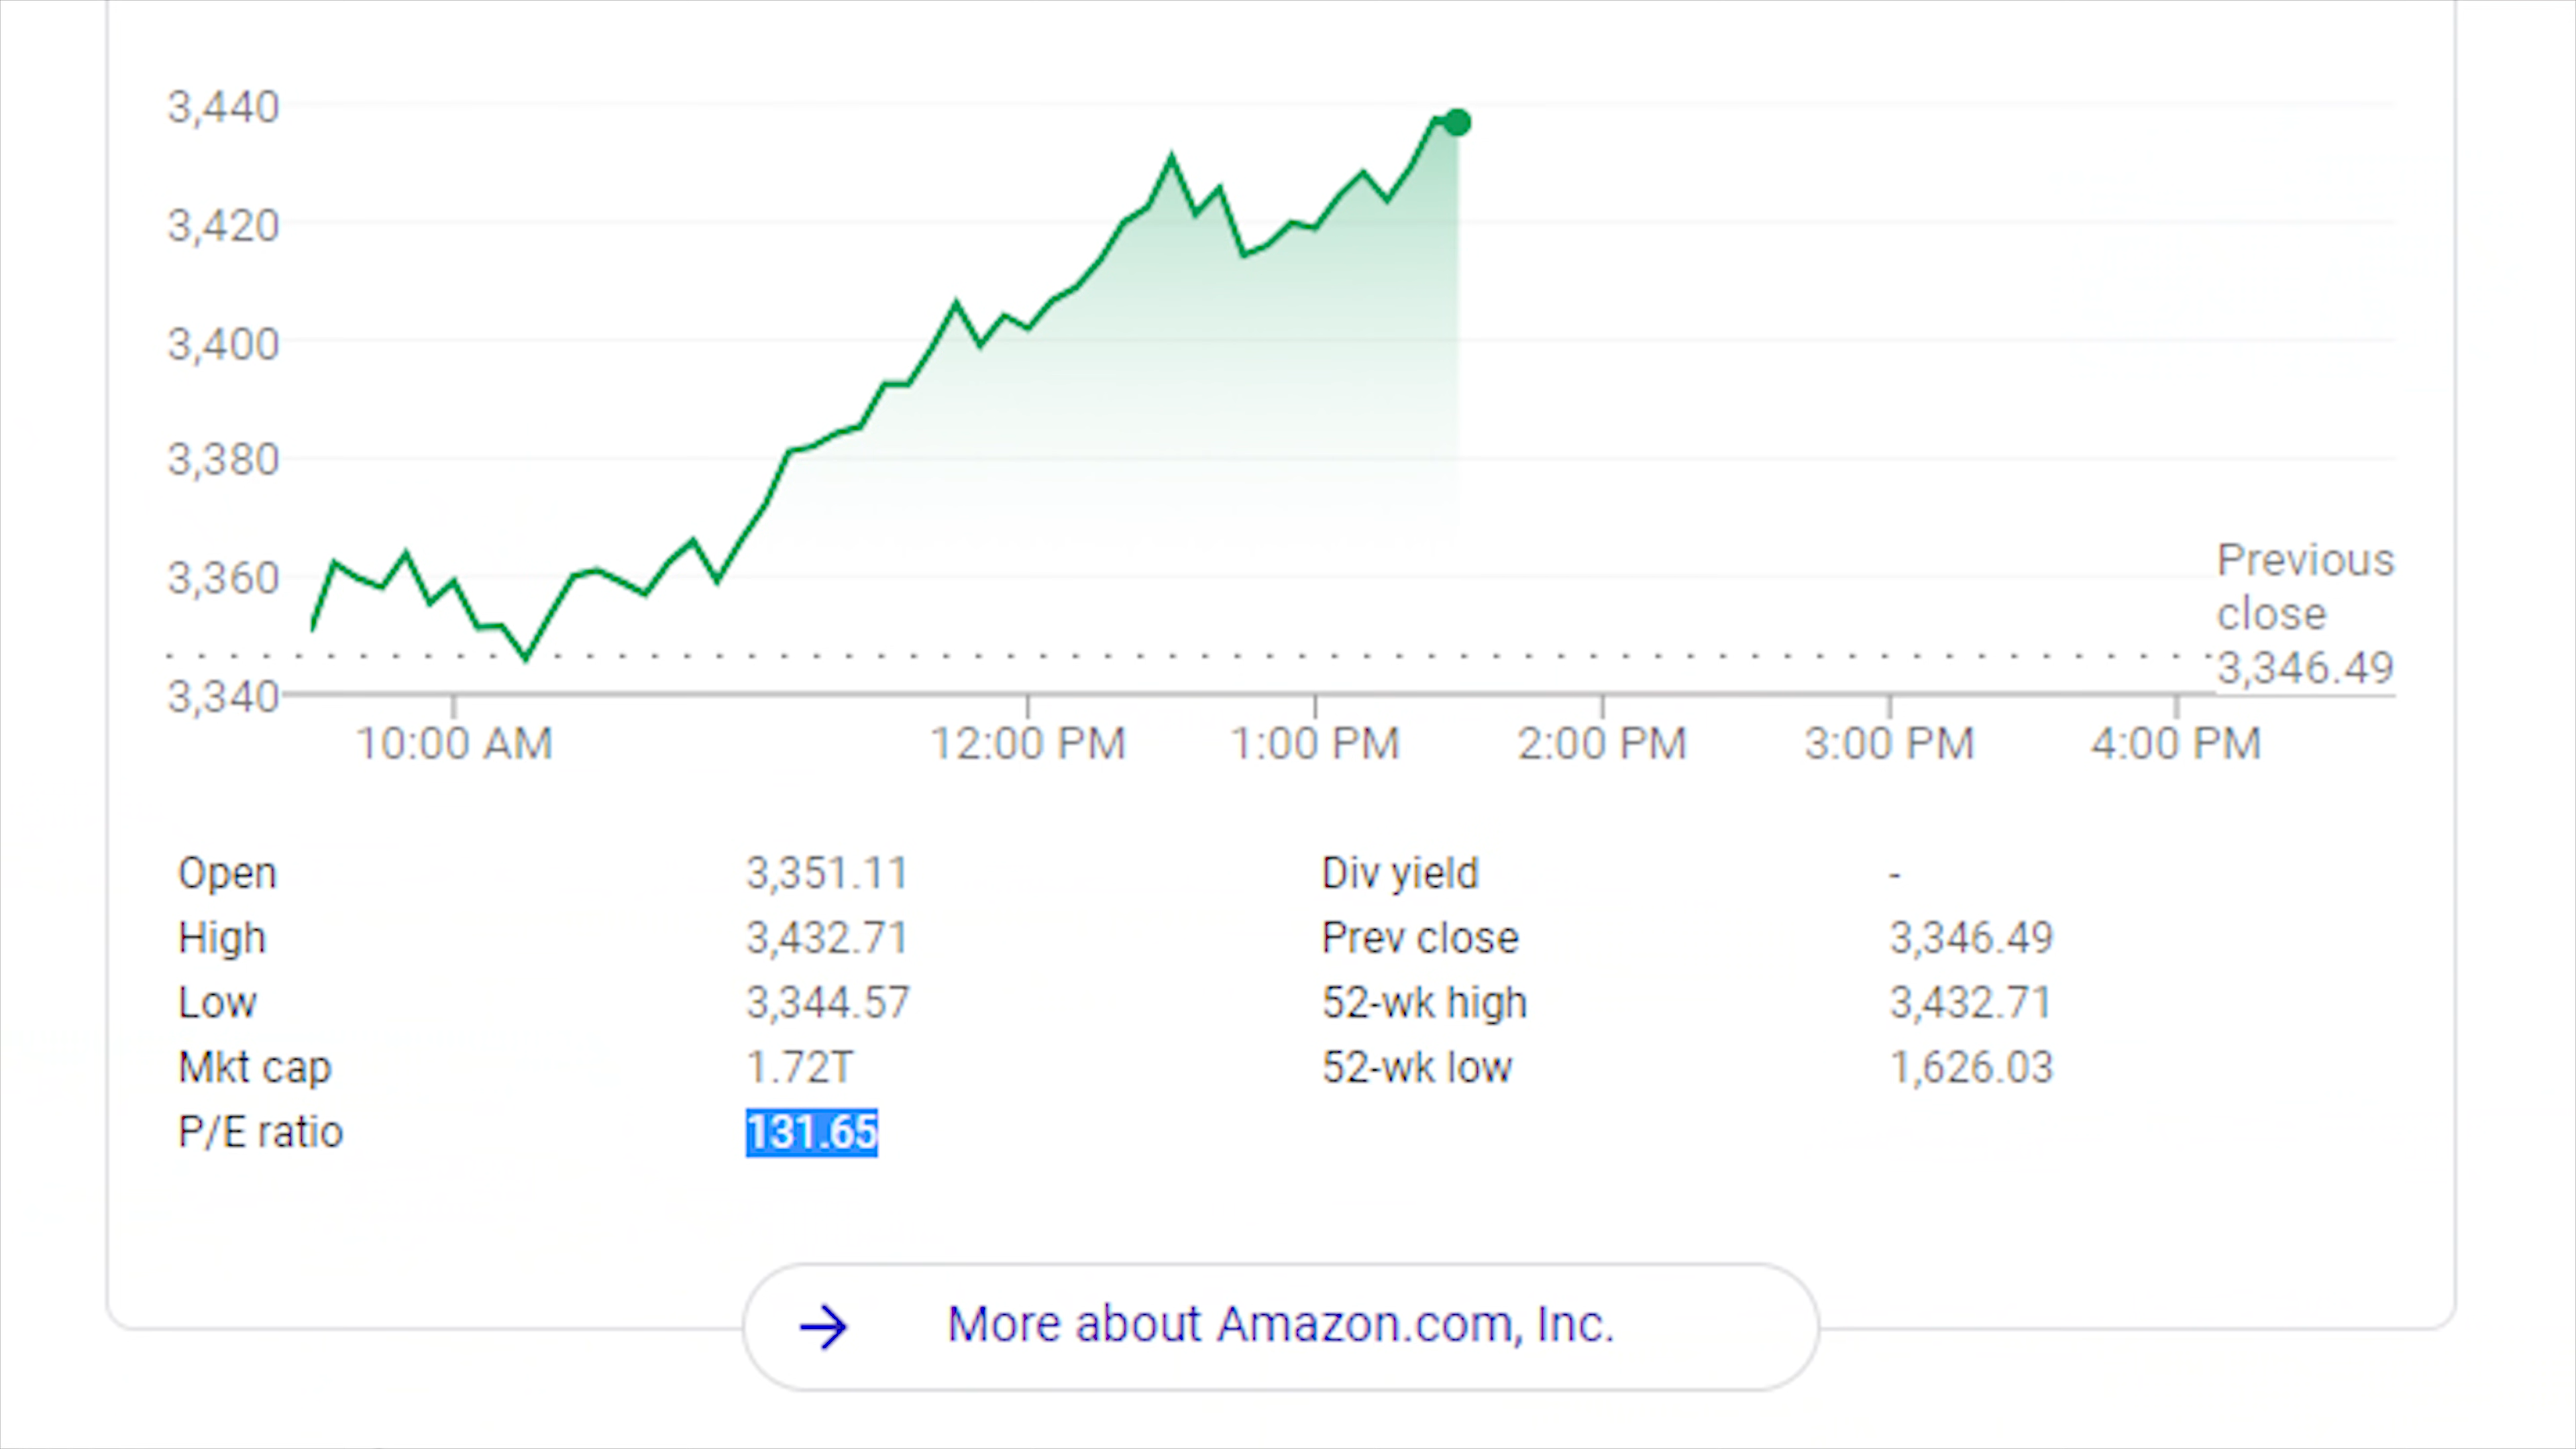 3,440
3,420
3,400
3,380
3,360
3,340
Previous
close
3,346.49
10:00 AM 12:00 PM 1:00 PM 2:00 PM 3:00 PM 4:00 PM
Open 3,351.11 Div yield -
High 3,432.71 Prev close 3,346.49
Low 3,344.57 52-wk high 3,432.71
Mkt cap 1.72T 52-wk low 1,626.03
P/E ratio 131.65
More about Amazon.com, Inc.